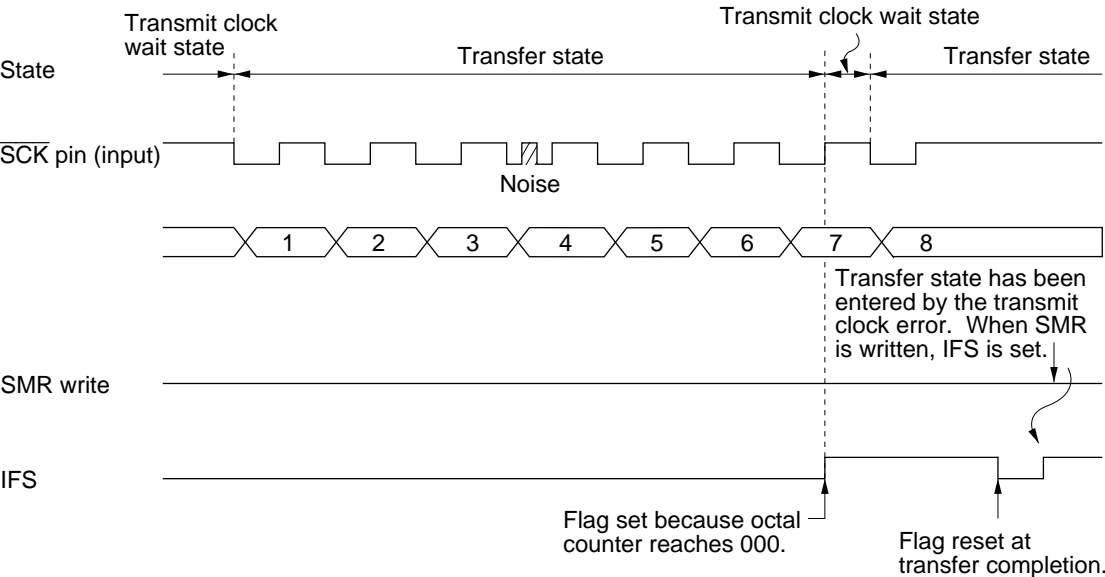 Transmit clock
wait state
Transmit clock wait state
State
Transfer state
Transfer state
SCK pin (input)
Noise
1 2 3 4 5 6 7 8
Transfer state has been
entered by the transmit
clock error. When SMR
is written, IFS is set.
SMR write
IFS
Flag set because octal
counter reaches 000.
Flag reset at
transfer completion.